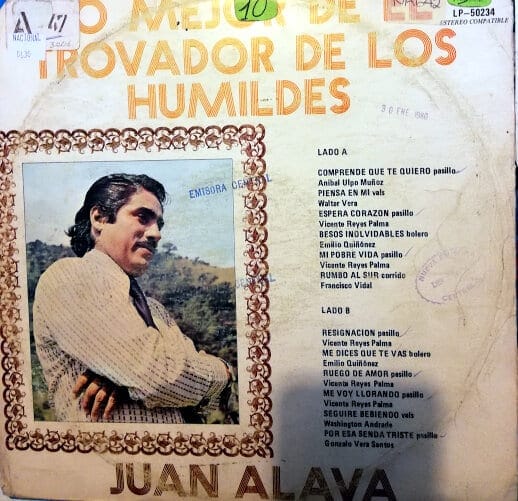 LO MEJOR DE EL
TROVADOR DE LOS
HUMILDES
A 47
NACIONAL
10
LP-50234
STEREO COMPATIBLE
30 ENE. 1980
EMISORA CENTRAL
LADO A
COMPRENDE QUE TE QUIERO pasillo
Anibal Ulpo Muñoz
PIENSA EN MI vals
Walter Vera
ESPERA CORAZON pasillo
Vicente Reyes Palma
BESOS INOLVIDABLES bolero
Emilio Quiñónez
MI POBRE VIDA pasillo
Vicente Reyes Palma
RUMBO AL SUR corrido
Francisco Vidal
LADO B
RESIGNACION pasillo
Vicente Reyes Palma
ME DICES QUE TE VAS bolero
Emilio Quiñónez
RUEGO DE AMOR pasillo
Vicente Reyes Palma
ME VOY LLORANDO pasillo
Vicente Reyes Palma
SEGUIRE BEBIENDO vals
Washington Andrade
POR ESA SENDA TRISTE pasillo
Gonzalo Vera Santos
JUAN ALAVA